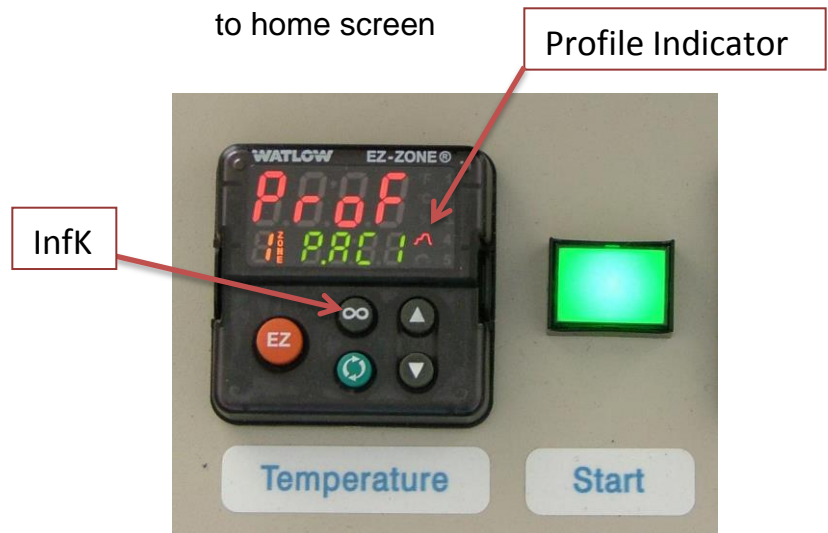 to home screen
Profile Indicator
WATLOW EZ-ZONE®
ProF
1 ZONE P.AC1
InfK
∞
EZ
Temperature
Start